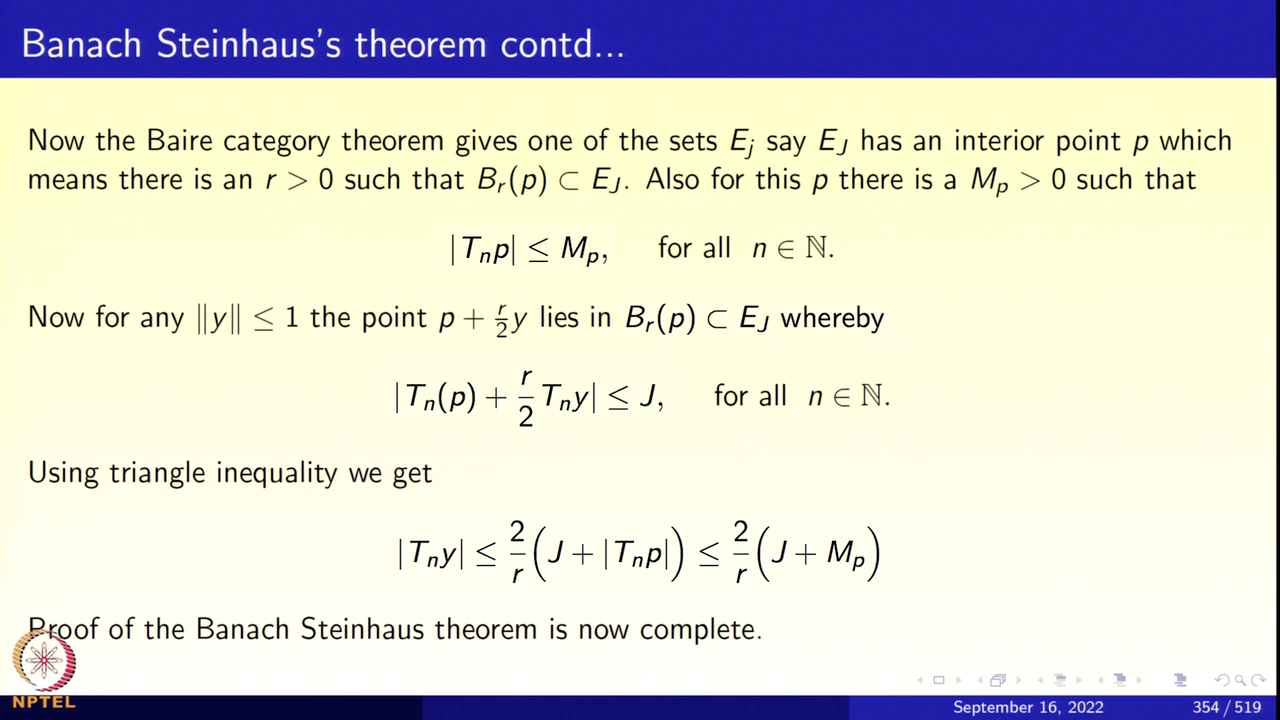 Banach Steinhaus's theorem contd...
Now the Baire category theorem gives one of the sets E_j say E_J has an interior point p which
means there is an r > 0 such that B_r(p) ⊂ E_J. Also for this p there is a M_p > 0 such that
|T_n p| ≤ M_p, for all n ∈ ℕ.
Now for any ‖y‖ ≤ 1 the point p + r/2 y lies in B_r(p) ⊂ E_J whereby
|T_n(p) + r/2 T_n y| ≤ J, for all n ∈ ℕ.
Using triangle inequality we get
|T_n y| ≤ 2/r (J + |T_n p|) ≤ 2/r (J + M_p)
Proof of the Banach Steinhaus theorem is now complete.
NPTEL
September 16, 2022 354 / 519